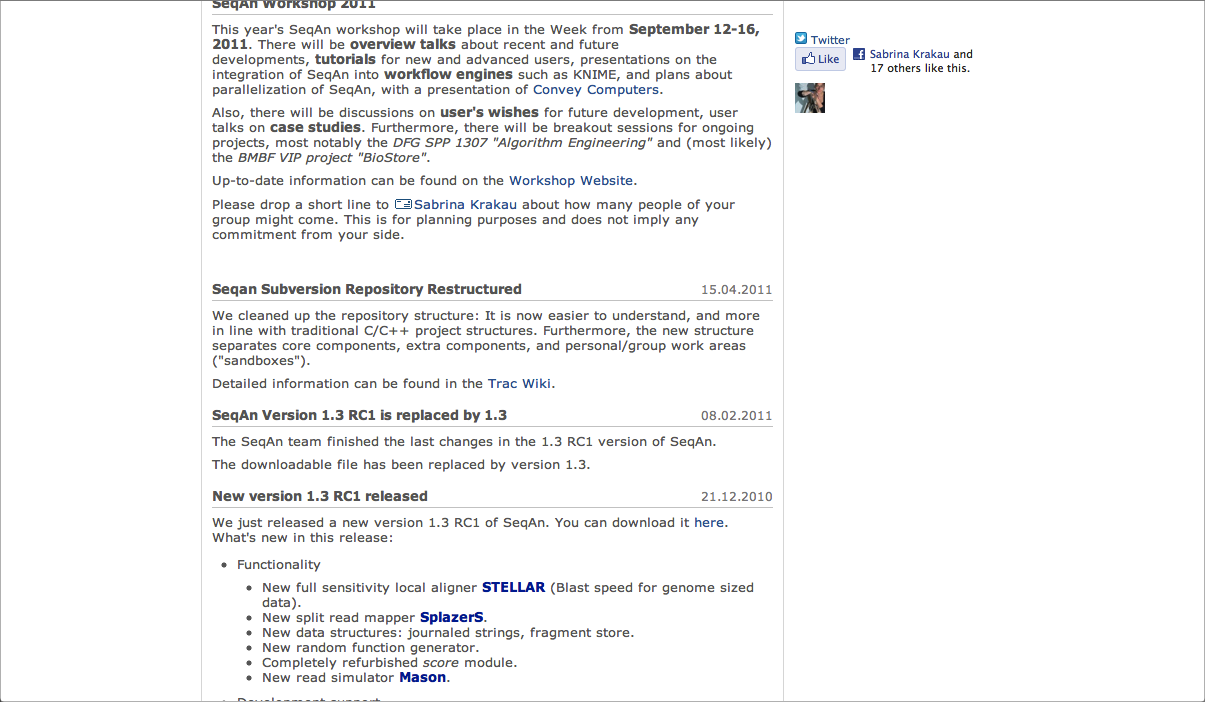 SeqAn Workshop 2011
This year's SeqAn workshop will take place in the Week from September 12-16,
2011. There will be overview talks about recent and future
developments, tutorials for new and advanced users, presentations on the
integration of SeqAn into workflow engines such as KNIME, and plans about
parallelization of SeqAn, with a presentation of Convey Computers.
Also, there will be discussions on user's wishes for future development, user
talks on case studies. Furthermore, there will be breakout sessions for ongoing
projects, most notably the DFG SPP 1307 "Algorithm Engineering" and (most likely)
the BMBF VIP project "BioStore".
Up-to-date information can be found on the Workshop Website.
Please drop a short line to Sabrina Krakau about how many people of your
group might come. This is for planning purposes and does not imply any
commitment from your side.
Seqan Subversion Repository Restructured 15.04.2011
We cleaned up the repository structure: It is now easier to understand, and more
in line with traditional C/C++ project structures. Furthermore, the new structure
separates core components, extra components, and personal/group work areas
("sandboxes").
Detailed information can be found in the Trac Wiki.
SeqAn Version 1.3 RC1 is replaced by 1.3 08.02.2011
The SeqAn team finished the last changes in the 1.3 RC1 version of SeqAn.
The downloadable file has been replaced by version 1.3.
New version 1.3 RC1 released 21.12.2010
We just released a new version 1.3 RC1 of SeqAn. You can download it here.
What's new in this release:
• Functionality
• New full sensitivity local aligner STELLAR (Blast speed for genome sized
data).
• New split read mapper SplazerS.
• New data structures: journaled strings, fragment store.
• New random function generator.
• Completely refurbished score module.
• New read simulator Mason.
• Development support
Twitter
Like
Sabrina Krakau and
17 others like this.